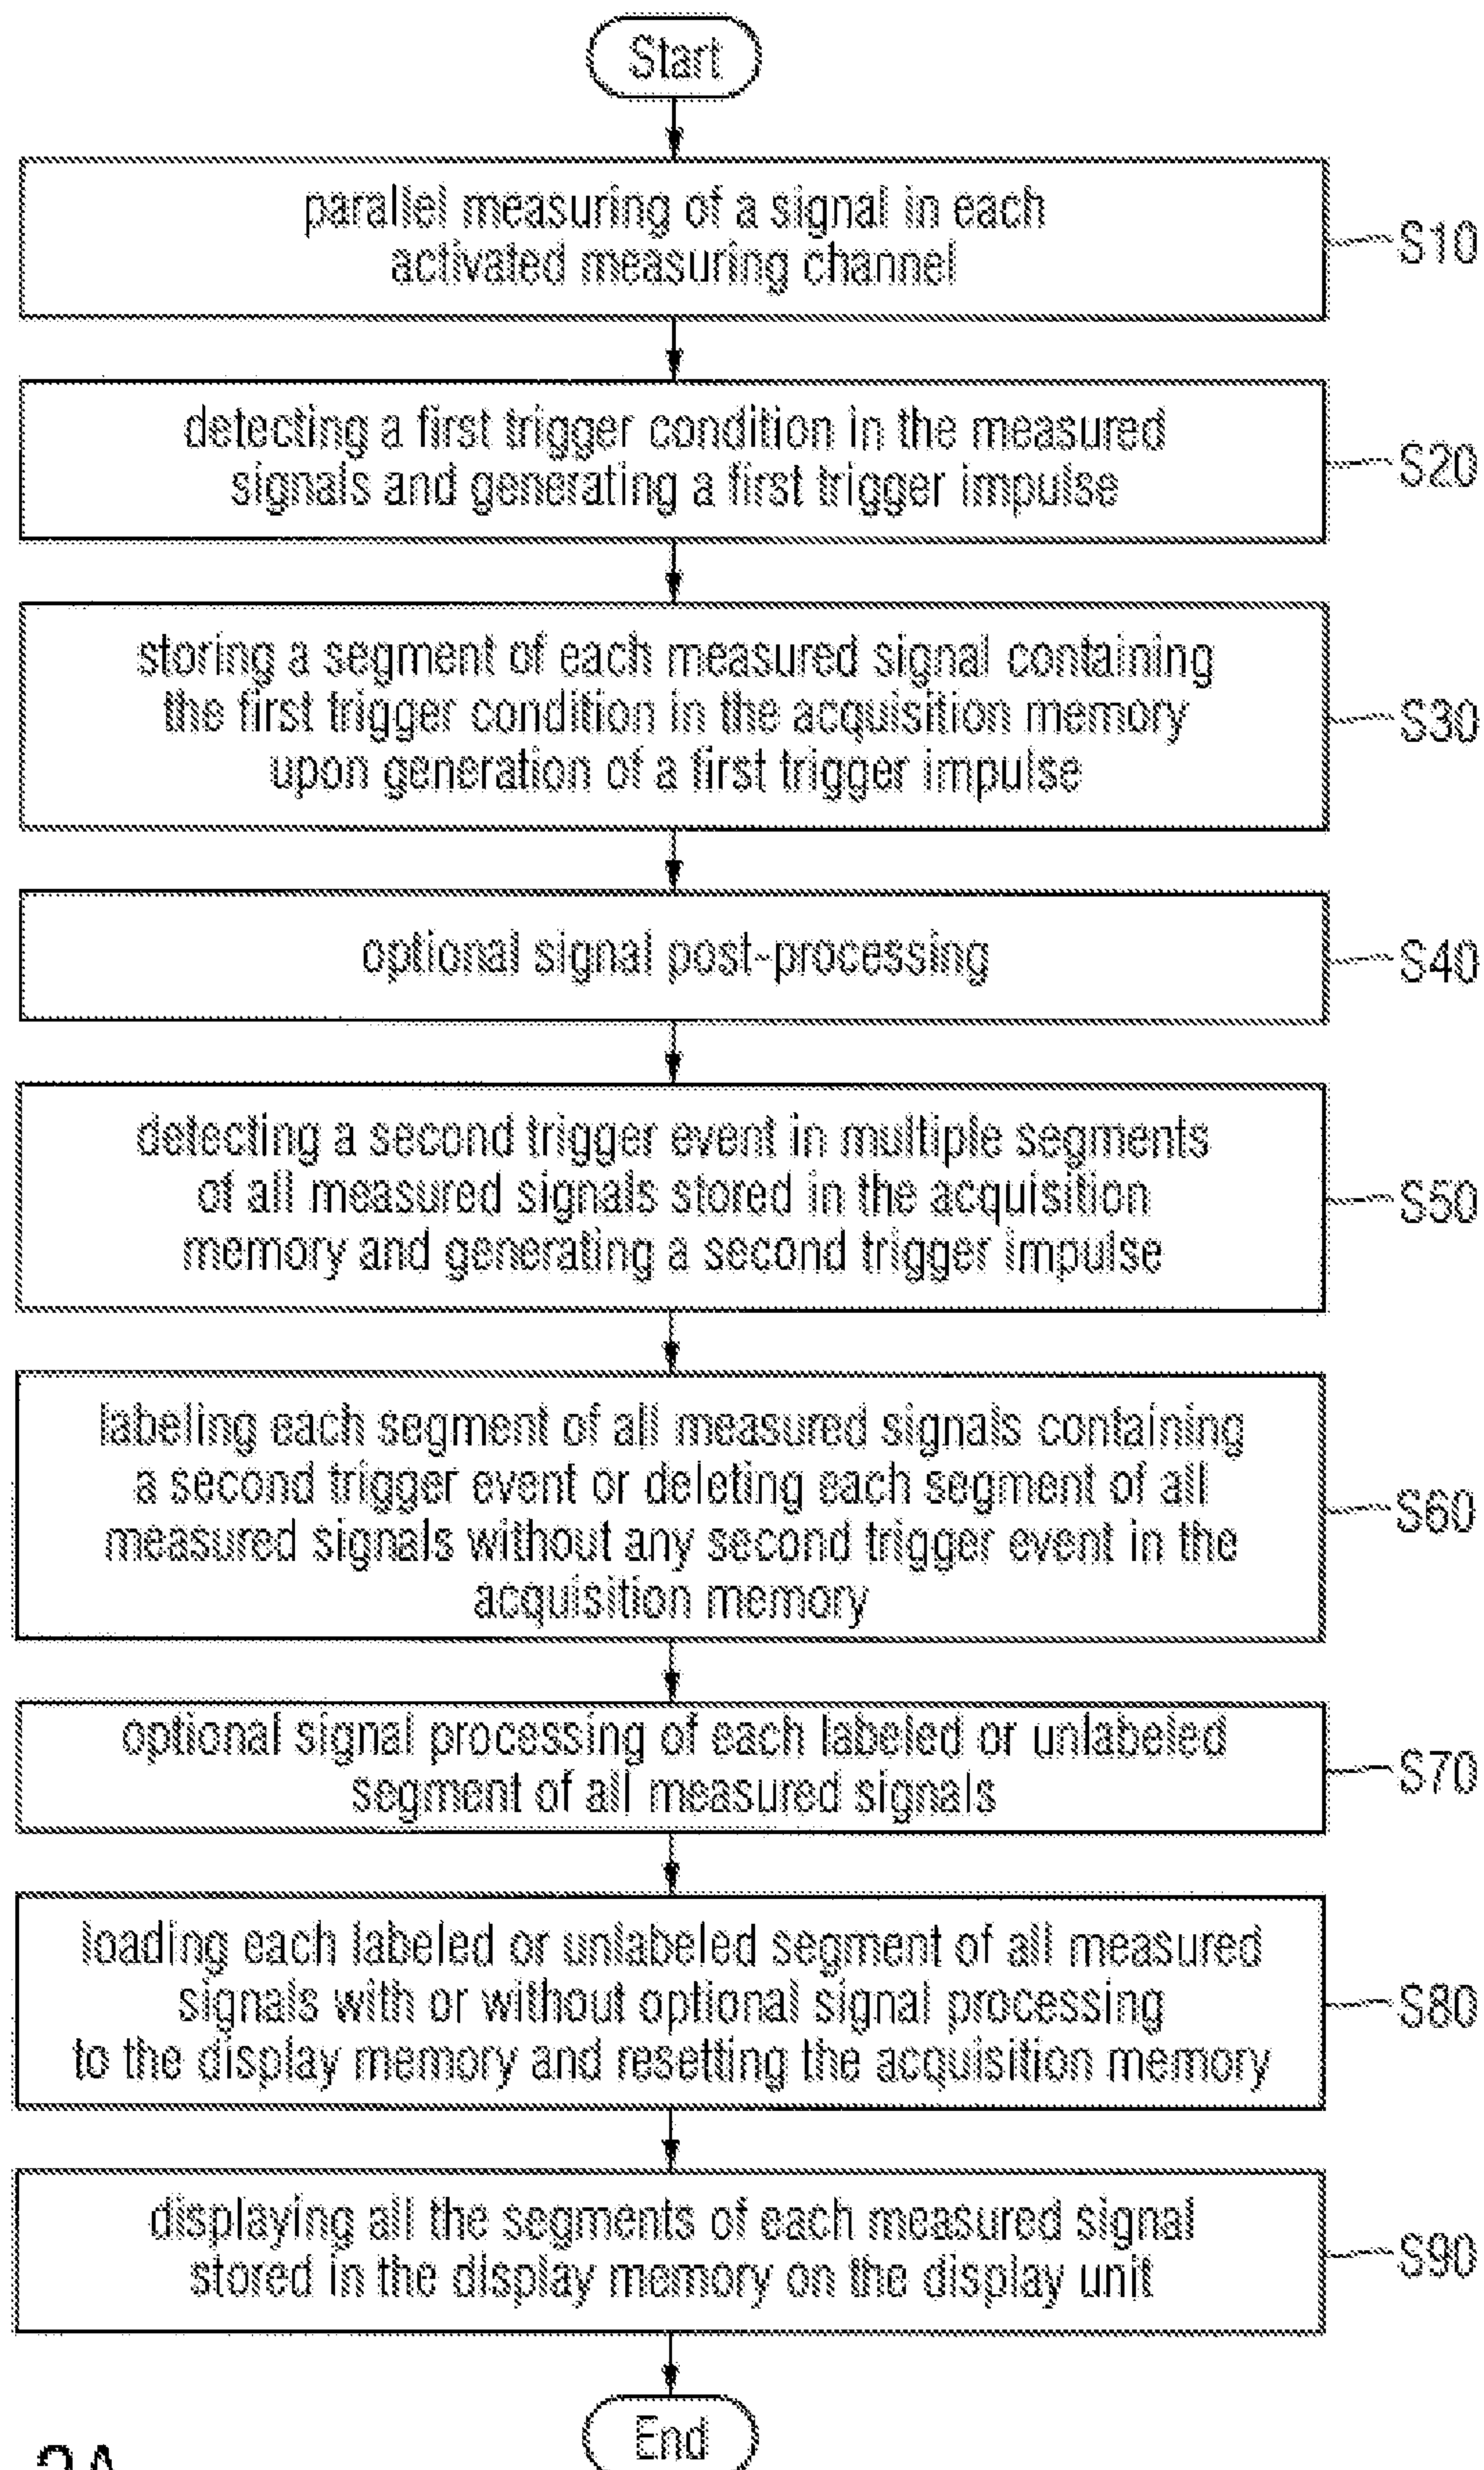 Start
parallel measuring of a signal in each
activated measuring channel
S10
detecting a first trigger condition in the measured
signals and generating a first trigger impulse
S20
storing a segment of each measured signal containing
the first trigger condition in the acquisition memory
upon generation of a first trigger impulse
S30
optional signal post-processing
S40
detecting a second trigger event in multiple segments
of all measured signals stored in the acquisition
memory and generating a second trigger impulse
S50
labeling each segment of all measured signals containing
a second trigger event or deleting each segment of all
measured signals without any second trigger event in the
acquisition memory
S60
optional signal processing of each labeled or unlabeled
segment of all measured signals
S70
loading each labeled or unlabeled segment of all measured
signals with or without optional signal processing
to the display memory and resetting the acquisition memory
S80
displaying all the segments of each measured signal
stored in the display memory on the display unit
S90
End